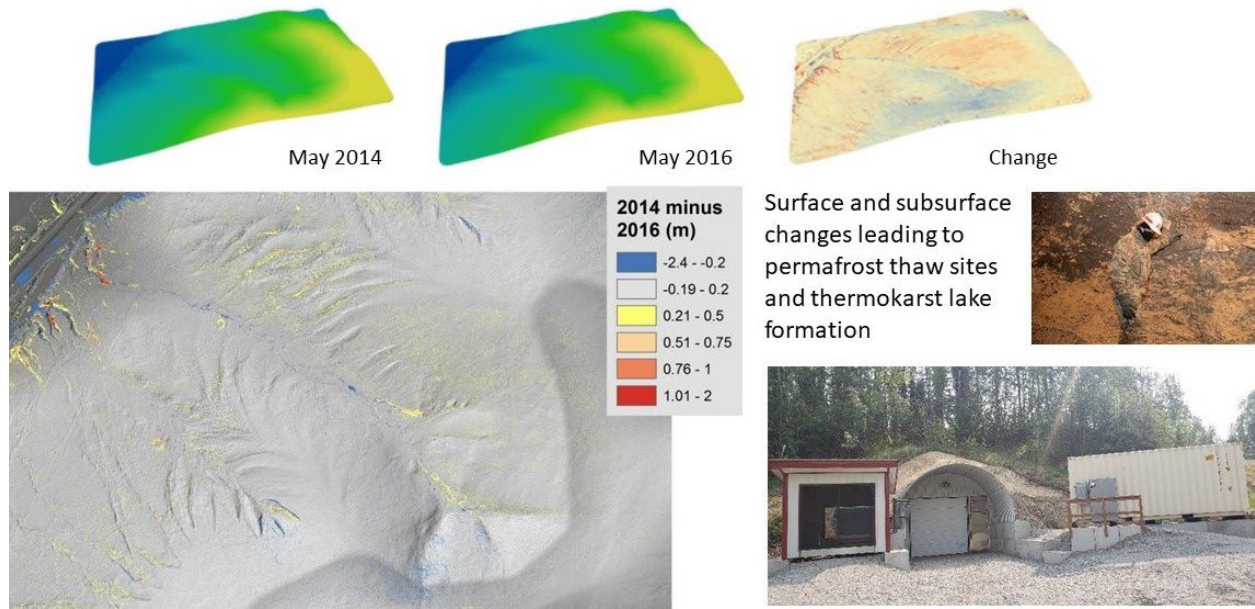 May 2014
May 2016
Change
2014 minus
2016 (m)
-2.4 - -0.2
-0.19 - 0.2
0.21 - 0.5
0.51 - 0.75
0.76 - 1
1.01 - 2
Surface and subsurface
changes leading to
permafrost thaw sites
and thermokarst lake
formation